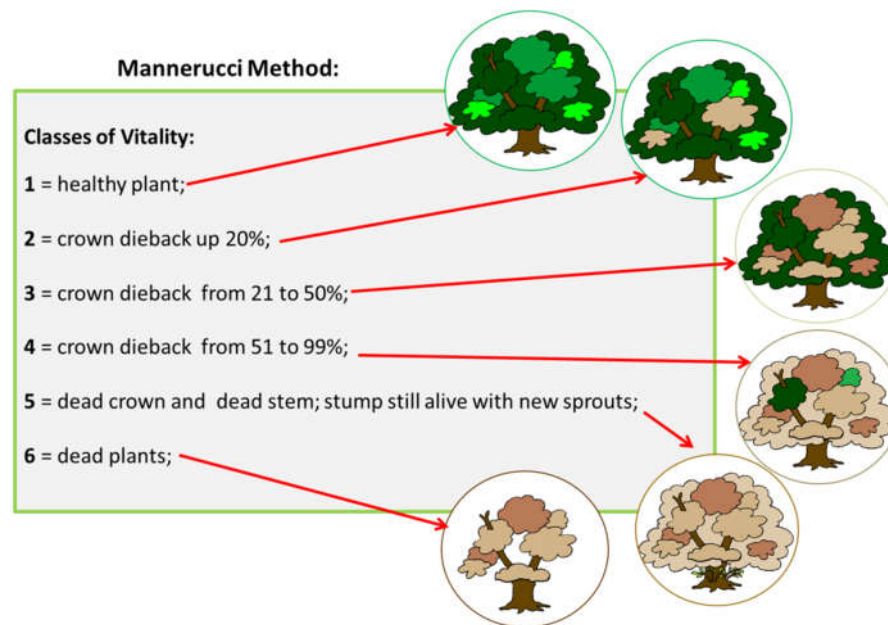 Mannerucci Method:
Classes of Vitality:
1 = healthy plant;
2 = crown dieback up 20%;
3 = crown dieback from 21 to 50%;
4 = crown dieback from 51 to 99%;
5 = dead crown and dead stem; stump still alive with new sprouts;
6 = dead plants;